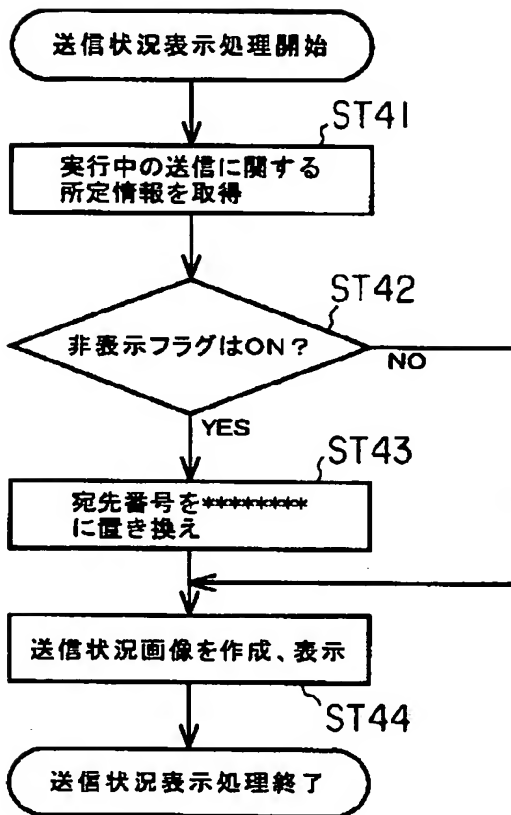 送信状況表示処理開始
ST41
実行中の送信に関する
所定情報を取得
ST42
非表示フラグはON?
NO
YES
ST43
宛先番号を********
に置き換え
送信状況画像を作成、表示
ST44
送信状況表示処理終了